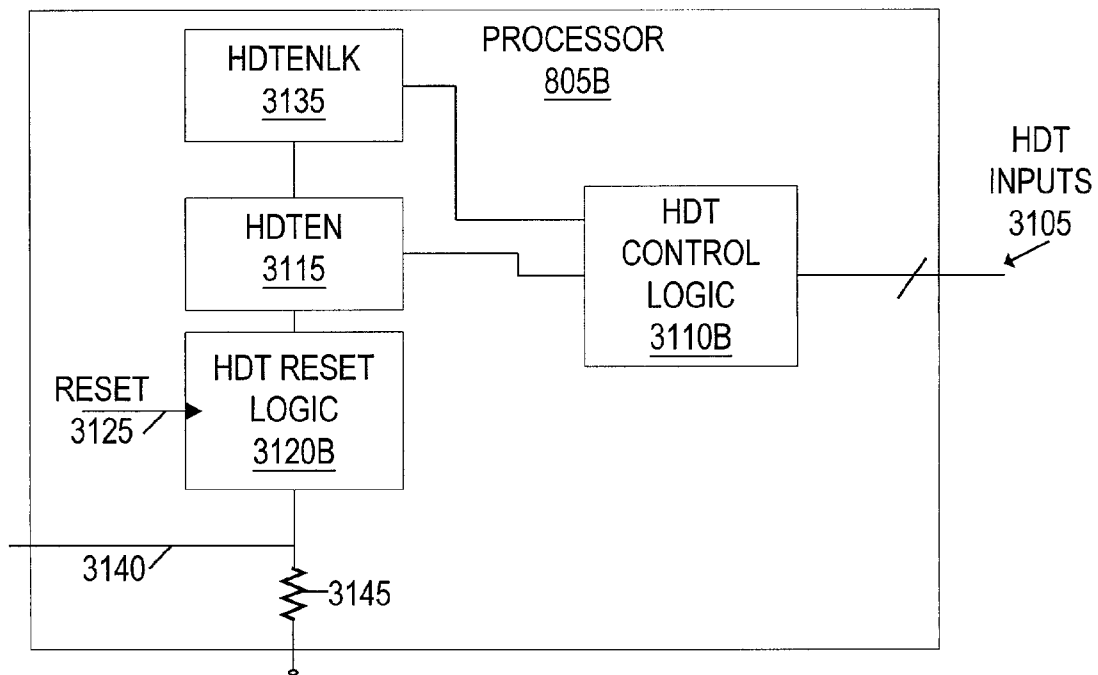 PROCESSOR
805B
HDTENLK
3135
HDTEN
3115
HDT RESET
LOGIC
3120B
RESET
3125
HDT
CONTROL
LOGIC
3110B
HDT
INPUTS
3105
3140
3145